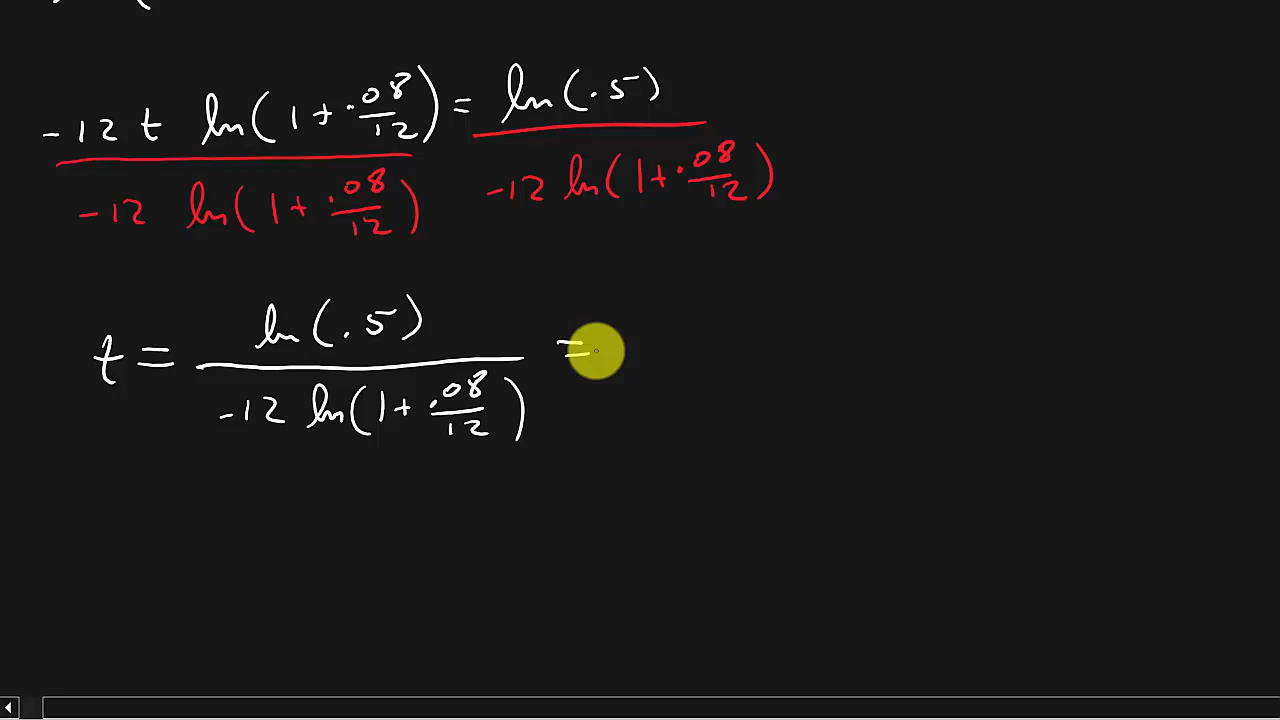 -12 t ln(1+.08/12) = ln(.5)
-12 ln(1+.08/12) -12 ln(1+.08/12)
t = ln(.5) / -12 ln(1+.08/12) =